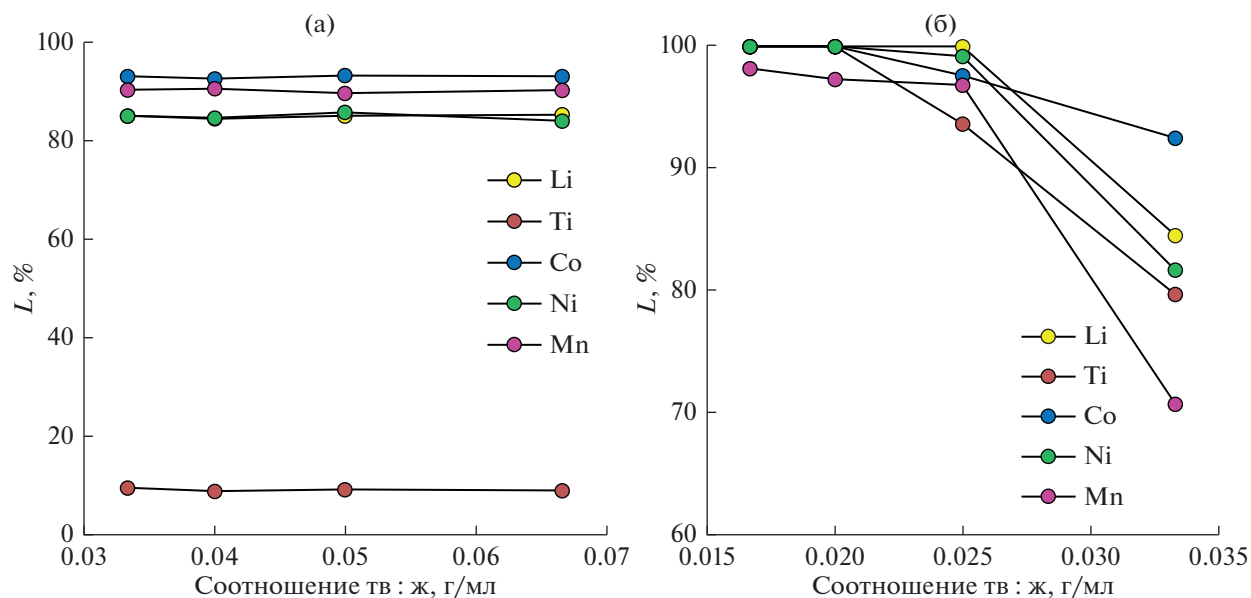 (а)
100
80
60
40
20
0
L, %
Li
Ti
Co
Ni
Mn
0.03 0.04 0.05 0.06 0.07
Соотношение тв : ж, г/мл
(б)
100
90
80
70
60
L, %
Li
Ti
Co
Ni
Mn
0.015 0.020 0.025 0.030 0.035
Соотношение тв : ж, г/мл